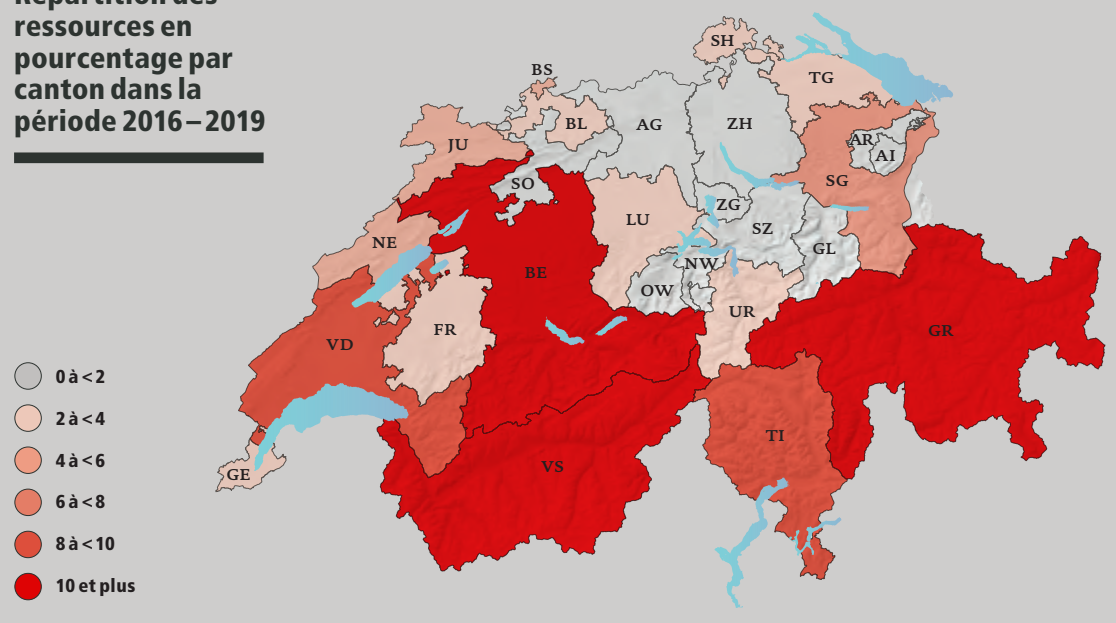 Répartition des
ressources en
pourcentage par
canton dans la
période 2016 – 2019
SH
BS
TG
BL
AG
ZH
JU
AR
AI
SO
SG
LU
ZG
SZ
NE
GL
NW
BE
OW
UR
FR
GR
VD
TI
VS
GE
0 à < 2
2 à < 4
4 à < 6
6 à < 8
8 à < 10
10 et plus